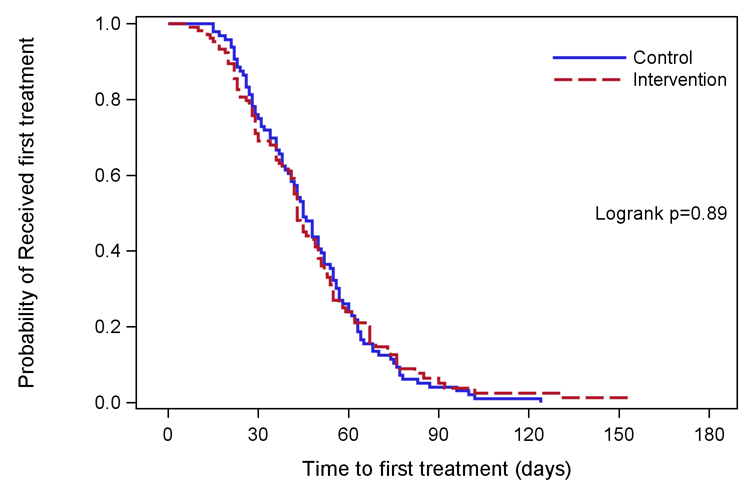 1.0
0.8
0.6
0.4
0.2
0.0
Probability of Received first treatment
Control
Intervention
Logrank p=0.89
0 30 60 90 120 150 180
Time to first treatment (days)